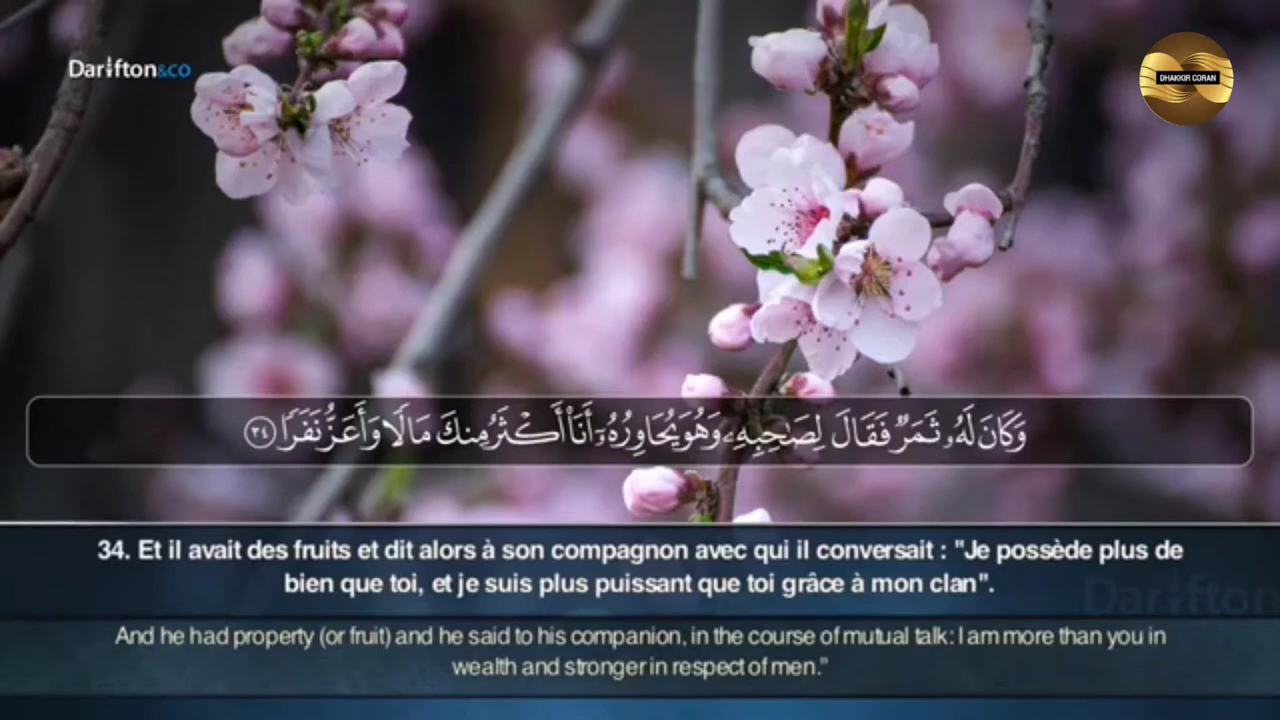 Darifton&co
DHAKKIR CORAN
وَكَانَ لَهُۥ ثَمَرٌ فَقَالَ لِصَٰحِبِهِۦ وَهُوَ يُحَاوِرُهُۥٓ أَنَا۠ أَكْثَرُ مِنكَ مَالًا وَأَعَزُّ نَفَرًا ٣٤
34. Et il avait des fruits et dit alors à son compagnon avec qui il conversait : "Je possède plus de
bien que toi, et je suis plus puissant que toi grâce à mon clan".
Darifton
And he had property (or fruit) and he said to his companion, in the course of mutual talk: I am more than you in
wealth and stronger in respect of men."